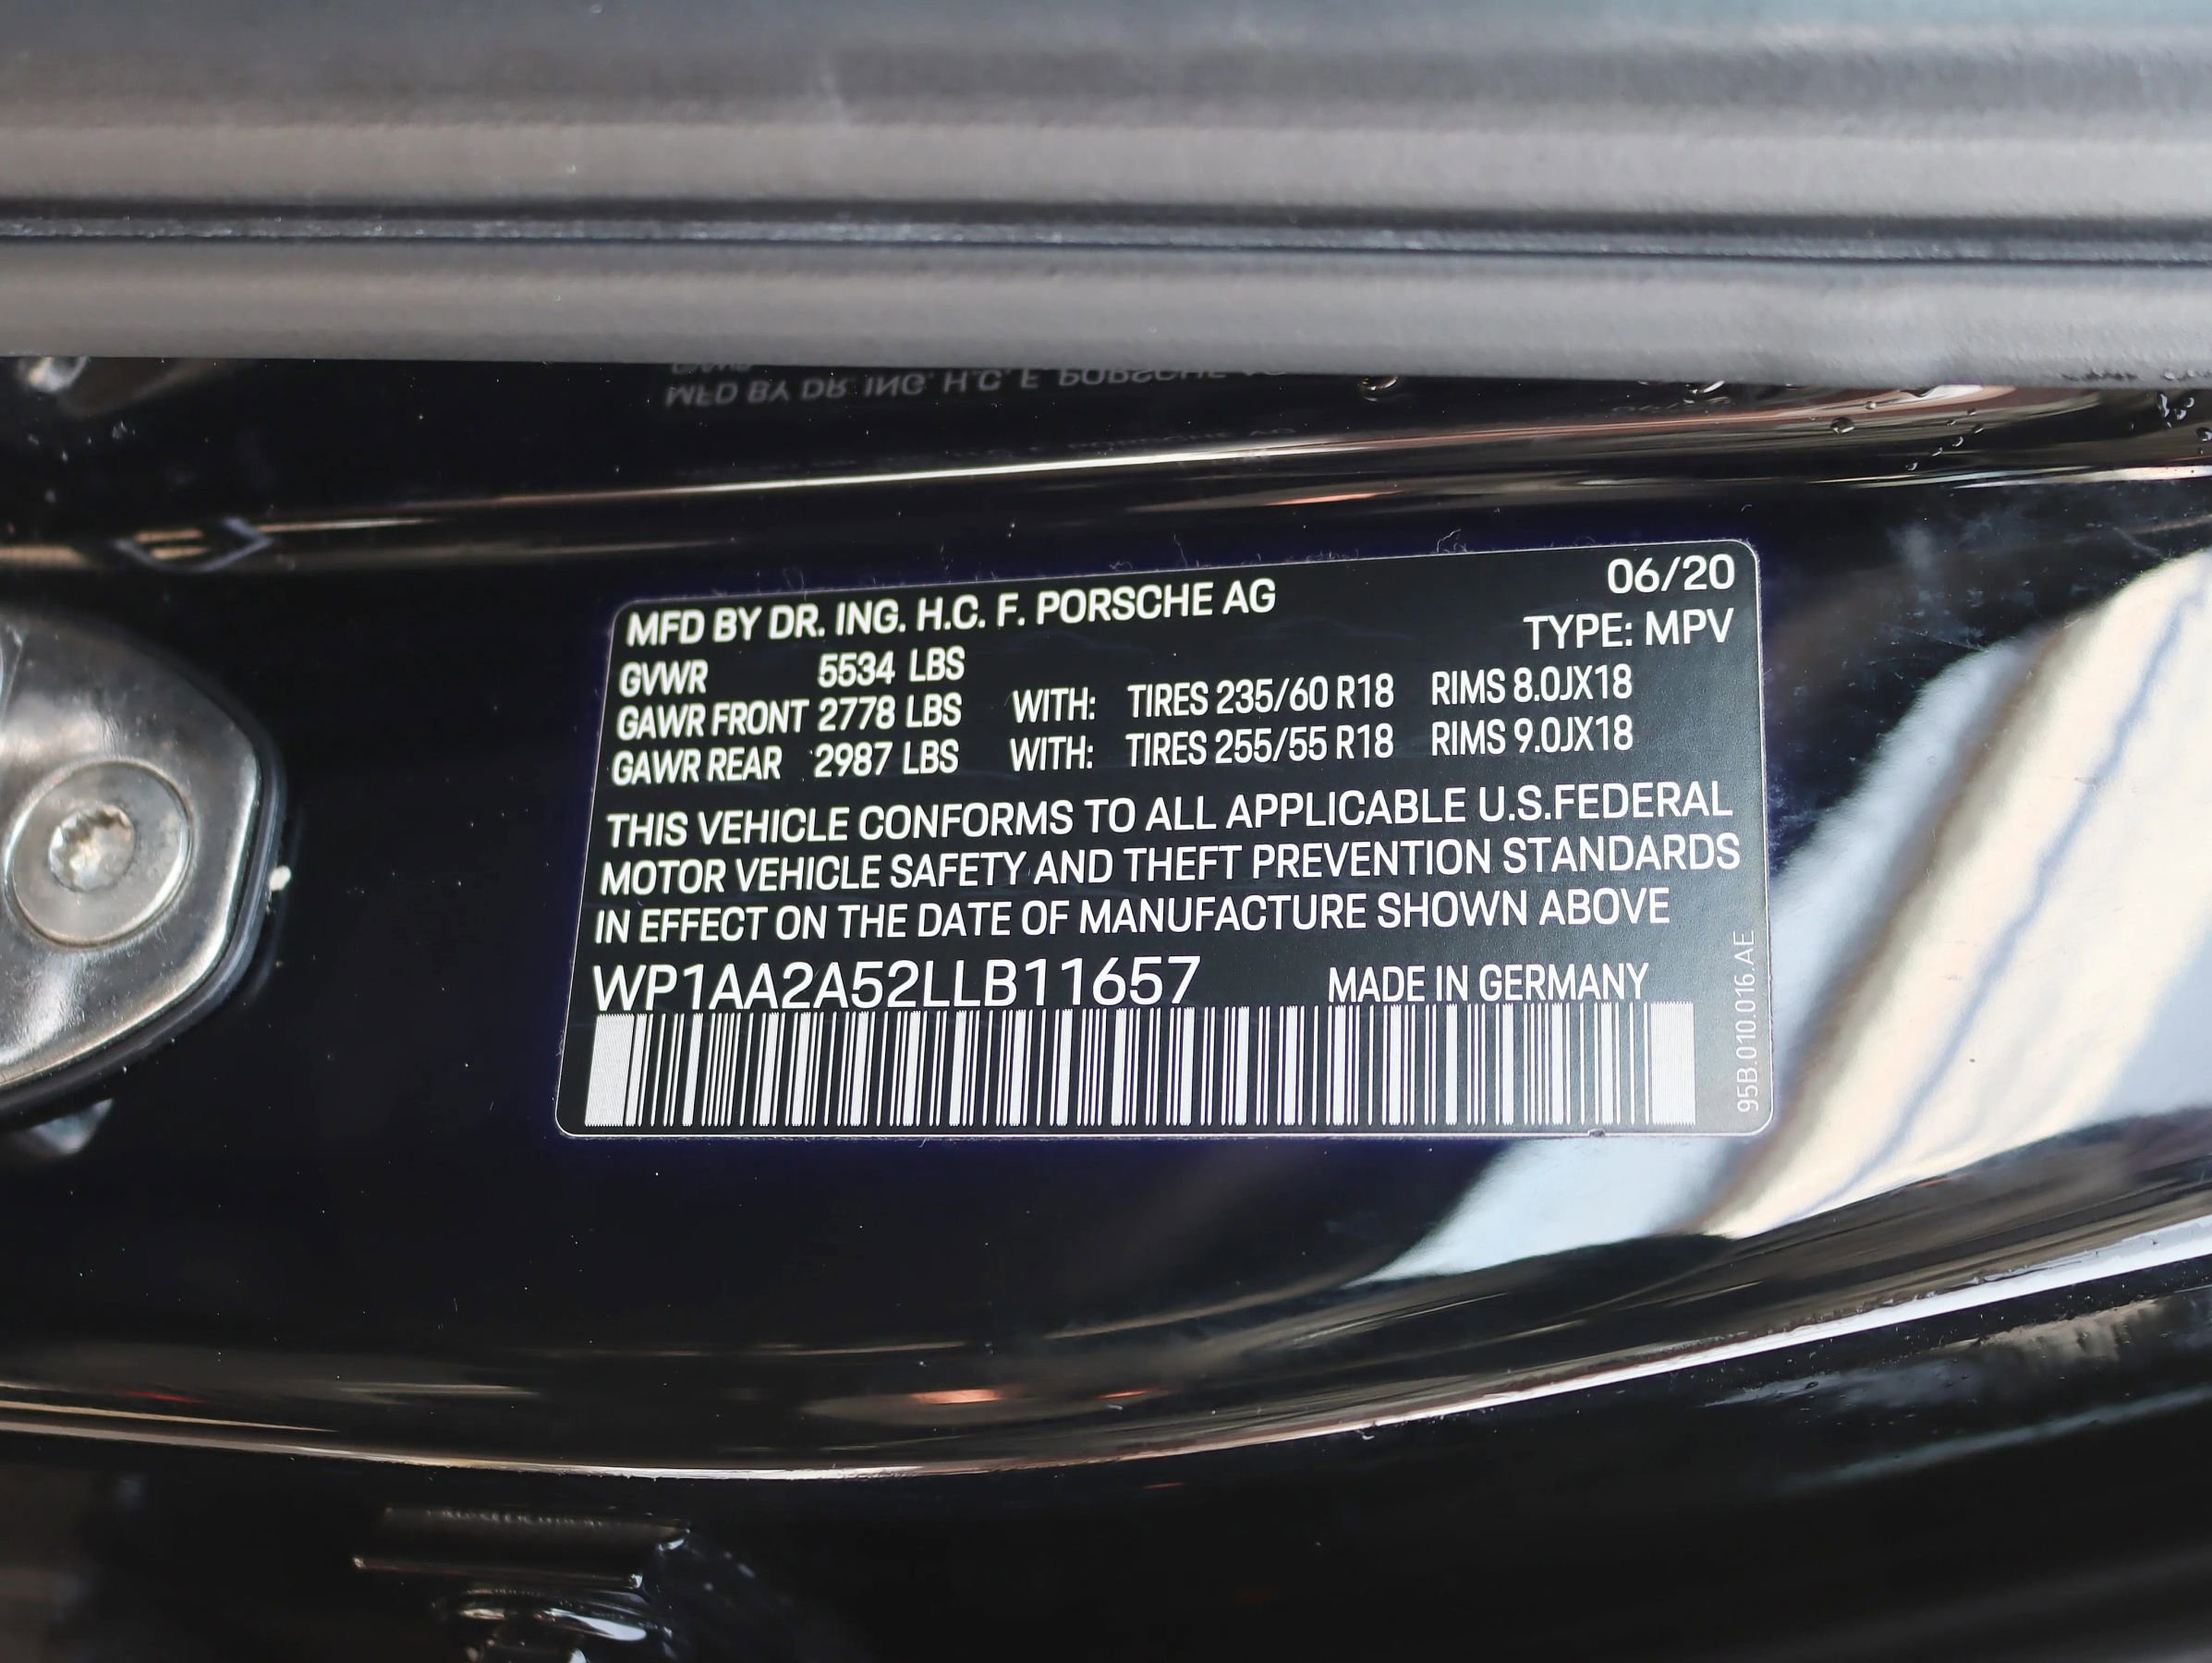 MFD BY DR. ING. H.C. F. PORSCHE AG 06/20
TYPE: MPV
GVWR 5534 LBS
GAWR FRONT 2778 LBS WITH: TIRES 235/60 R18 RIMS 8.0JX18
GAWR REAR 2987 LBS WITH: TIRES 255/55 R18 RIMS 9.0JX18
THIS VEHICLE CONFORMS TO ALL APPLICABLE U.S.FEDERAL
MOTOR VEHICLE SAFETY AND THEFT PREVENTION STANDARDS
IN EFFECT ON THE DATE OF MANUFACTURE SHOWN ABOVE
WP1AA2A52LLB11657 MADE IN GERMANY
95B.010.016.AE